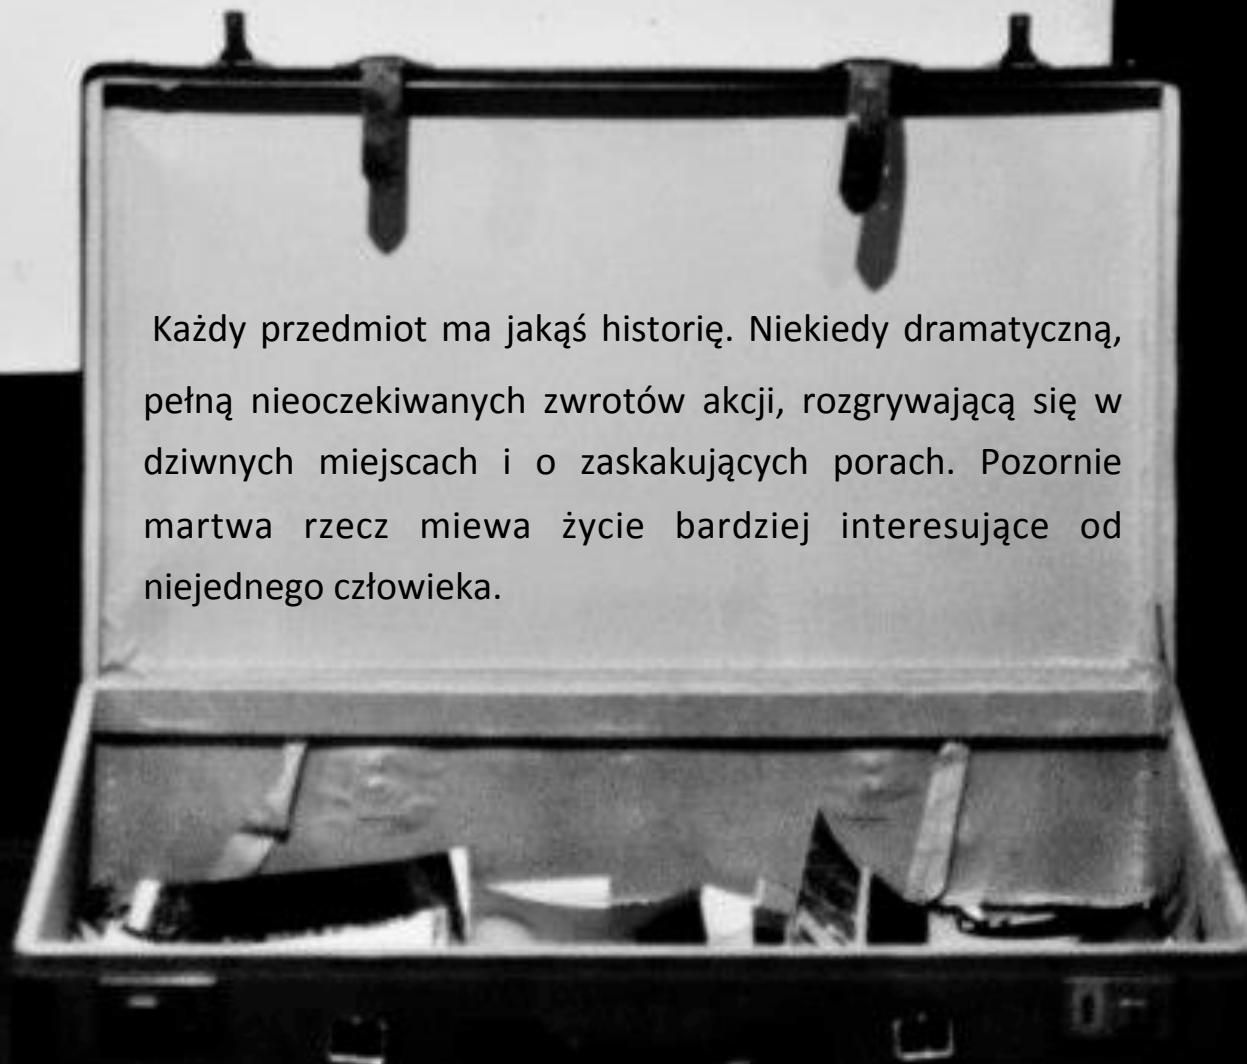 Każdy przedmiot ma jakąś historię. Niekiedy dramatyczną,
pełną nieoczekiwanych zwrotów akcji, rozgrywającą się w
dziwnych miejscach i o zaskakujących porach. Pozornie
martwa rzecz miewa życie bardziej interesujące od
niejednego człowieka.